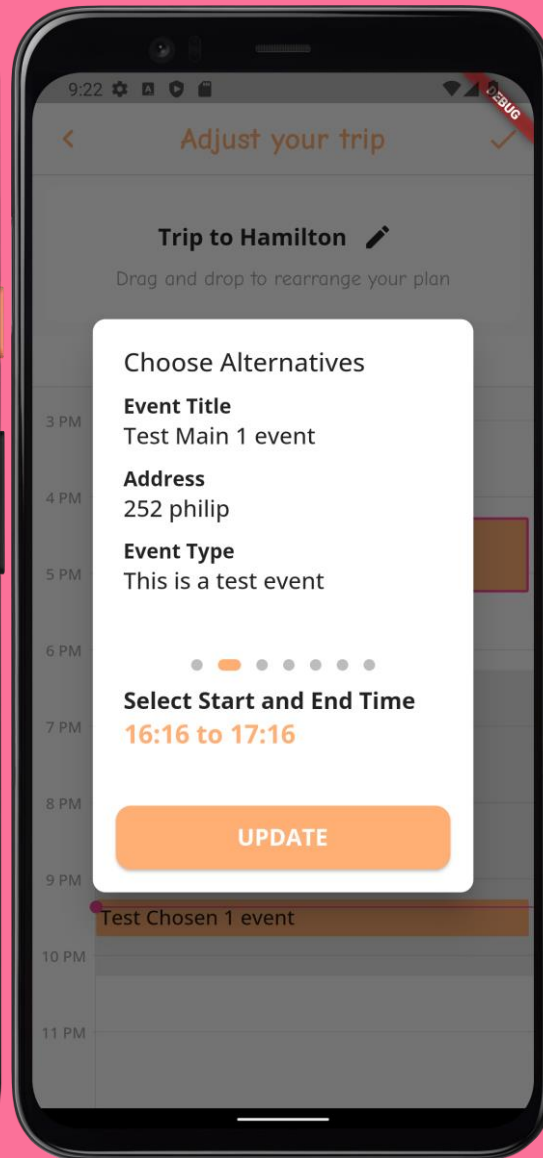 9:22
DEBUG
Adjust your trip
Trip to Hamilton
Drag and drop to rearrange your plan
Choose Alternatives
Event Title
Test Main 1 event
Address
252 philip
Event Type
This is a test event
Select Start and End Time
16:16 to 17:16
UPDATE
3 PM
4 PM
5 PM
6 PM
7 PM
8 PM
9 PM
Test Chosen 1 event
10 PM
11 PM